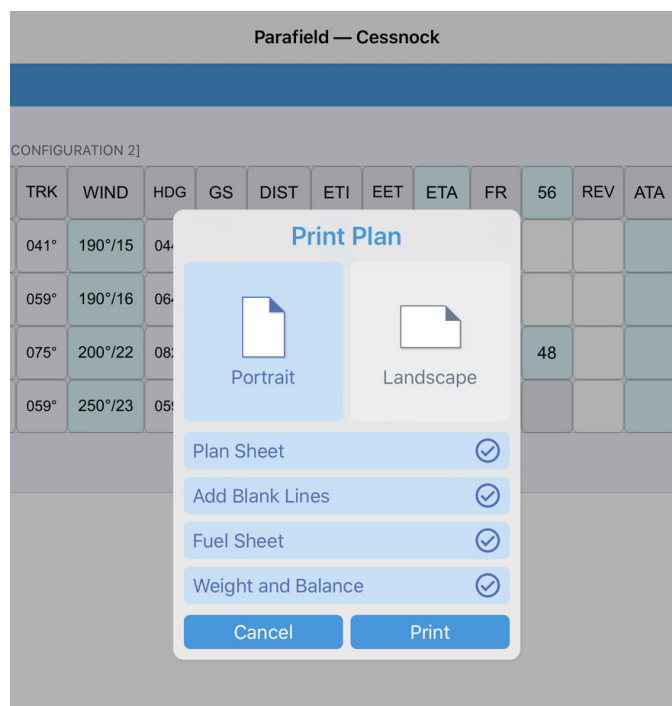 Parafield — Cessnock
CONFIGURATION 2]
TRK WIND HDG GS DIST ETI EET ETA FR 56 REV ATA
041° 190°/15
059° 190°/16
075° 200°/22 48
059° 250°/23
Print Plan
Portrait Landscape
Plan Sheet
Add Blank Lines
Fuel Sheet
Weight and Balance
Cancel Print